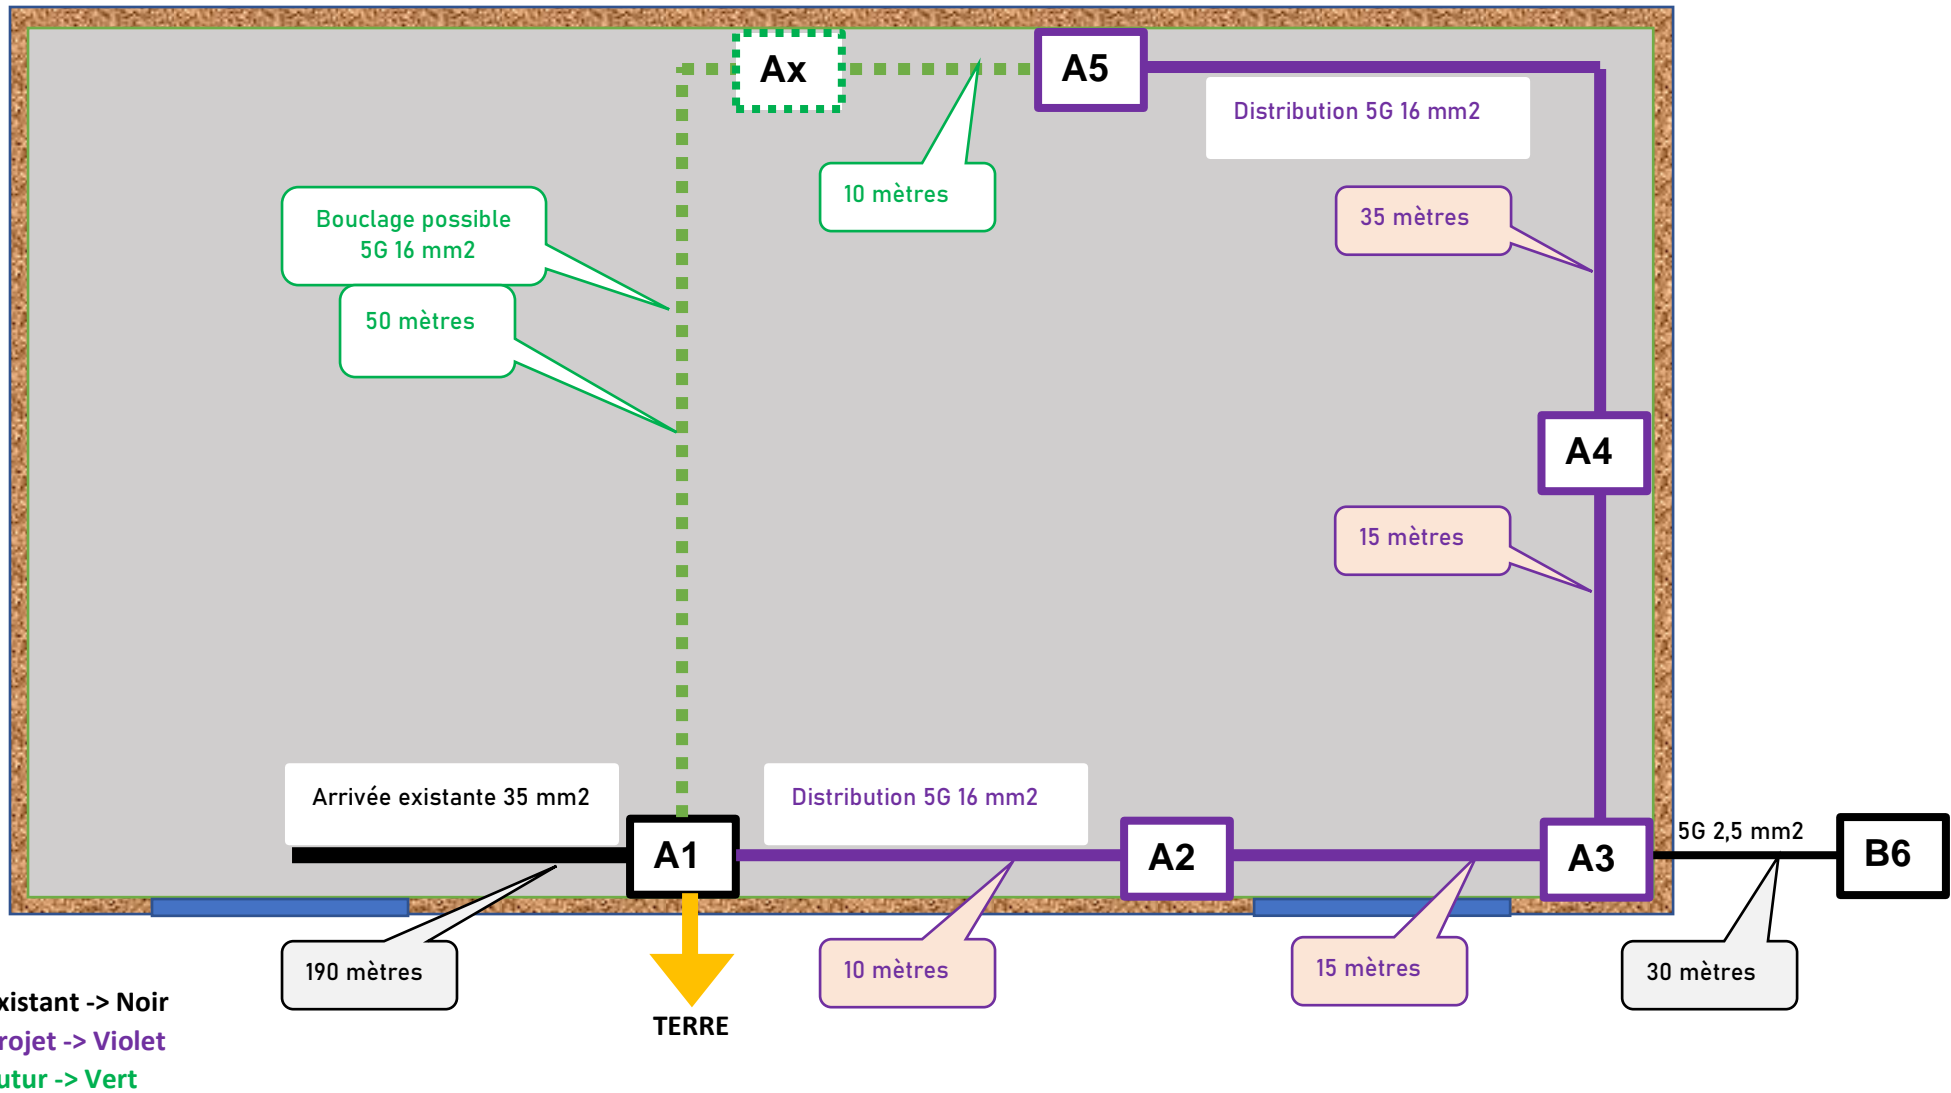 Ax
A5
Distribution 5G 16 mm2
10 mètres
35 mètres
Bouclage possible
5G 16 mm2
50 mètres
A4
15 mètres
Arrivée existante 35 mm2
Distribution 5G 16 mm2
5G 2,5 mm2
A1
A2
A3
B6
190 mètres
10 mètres
15 mètres
30 mètres
xistant -> Noir
rojet -> Violet
utur -> Vert
TERRE